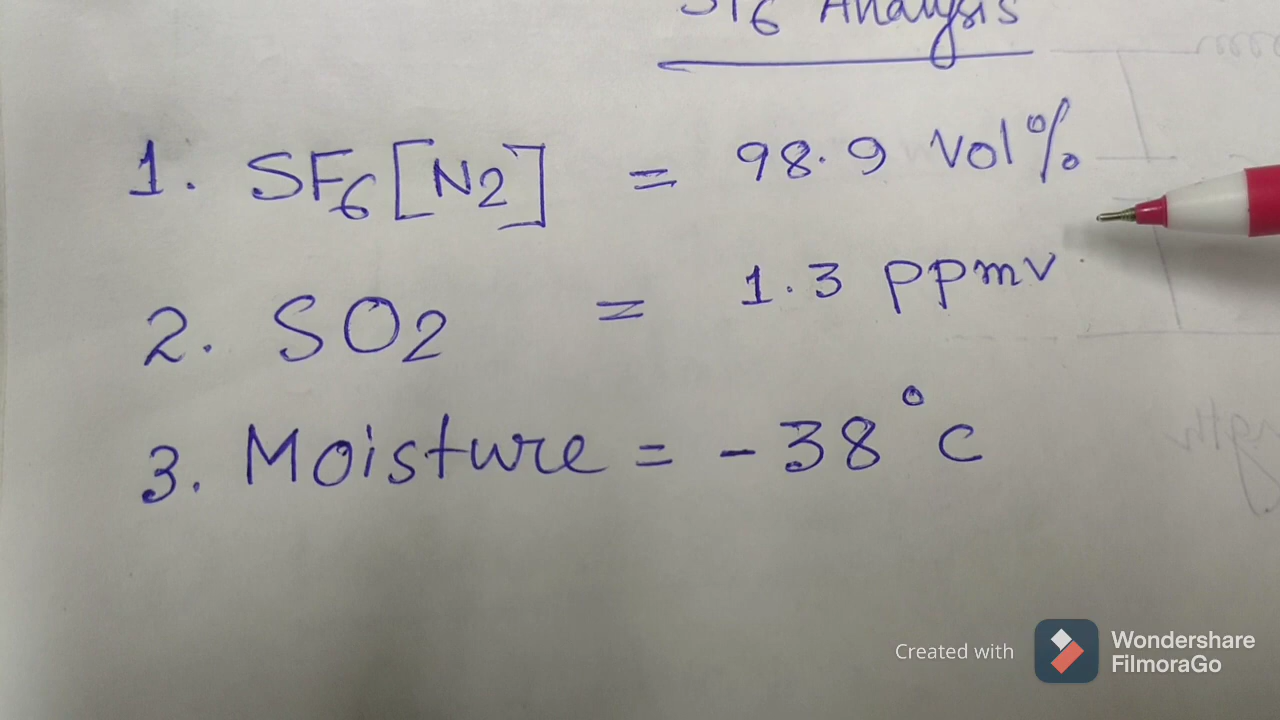 SF6 Analysis
1. SF6 [N2] = 98.9 Vol%
2. SO2 = 1.3 ppmv
3. Moisture = -38°C
Created with
Wondershare
FilmoraGo